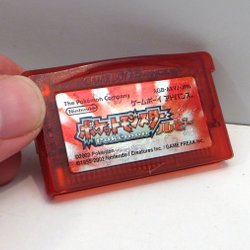 The Pokémon Company
AGB-AXVJ-JPN
Nintendo
ゲームボーイ アドバンス
ポケットモンスター
ルビー
©2002 Pokémon
©1995-2002 Nintendo/Creatures inc./GAME FREAK inc.